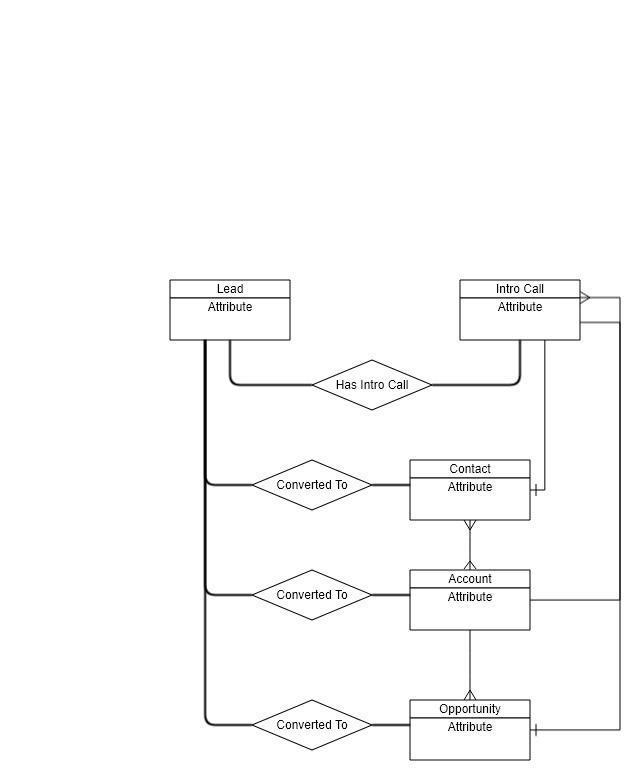 Lead
Attribute
Intro Call
Attribute
Has Intro Call
Converted To
Contact
Attribute
Converted To
Account
Attribute
Converted To
Opportunity
Attribute